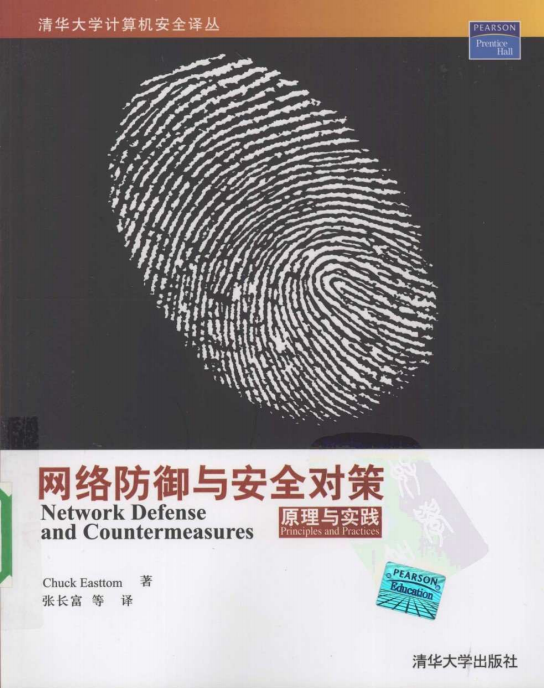 清华大学计算机安全译丛
PEARSON
Prentice
Hall
网络防御与安全对策
Network Defense
and Countermeasures
原理与实践
Principles and Practices
Chuck Easttom 著
张长富 等 译
PEARSON
Education
清华大学出版社